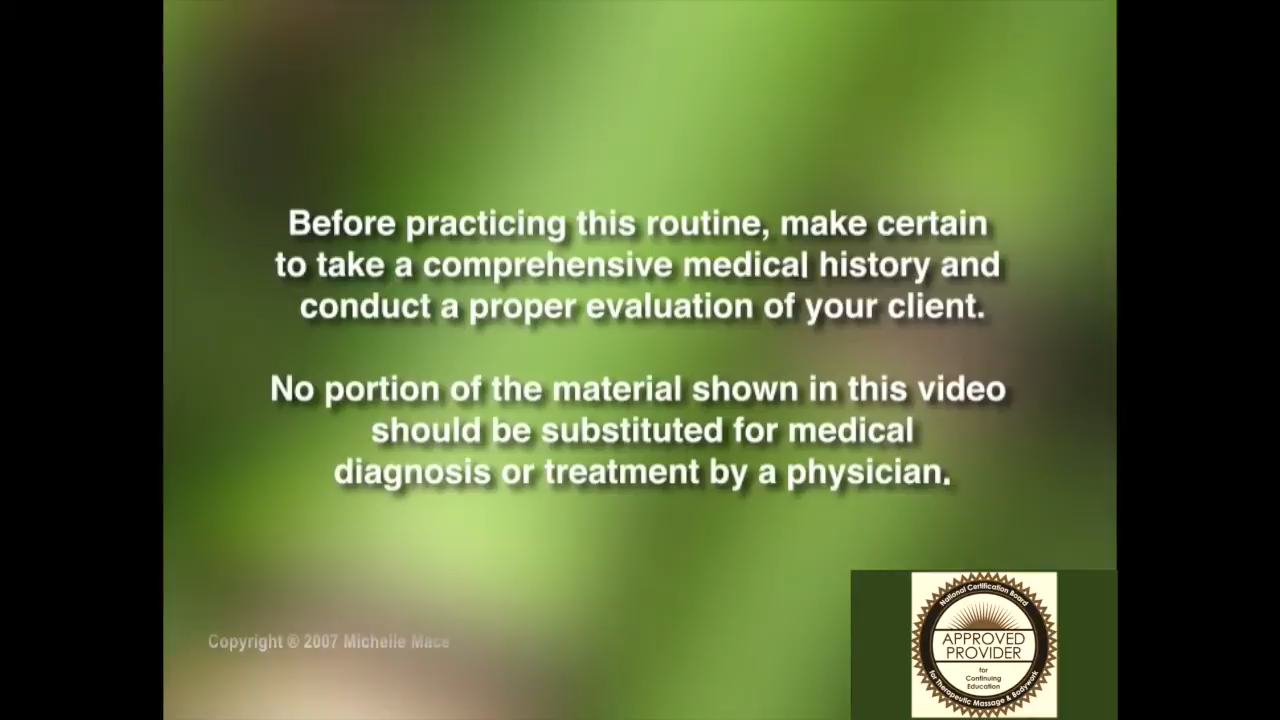 Before practicing this routine, make certain
to take a comprehensive medical history and
conduct a proper evaluation of your client.
No portion of the material shown in this video
should be substituted for medical
diagnosis or treatment by a physician.
Copyright ® 2007 Michelle Mace
National Certification Board
APPROVED
PROVIDER
for
Continuing
Education
for Therapeutic Massage & Bodywork